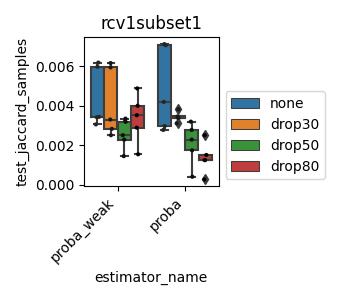 rcv1subset1
test_jaccard_samples
0.006
0.004
0.002
0.000
proba_weak
proba
estimator_name
none
drop30
drop50
drop80